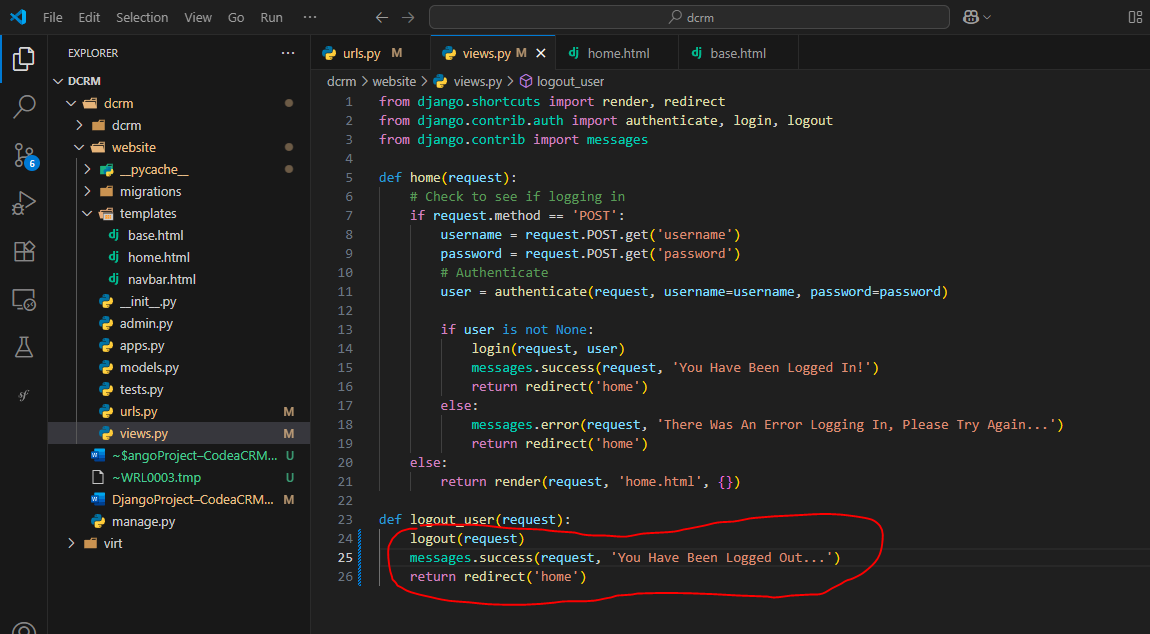 File Edit Selection View Go Run ... dcrm
EXPLORER ...
DCRM
dcrm
dcrm
website
__pycache__
migrations
templates
base.html
home.html
navbar.html
__init__.py
admin.py
apps.py
models.py
tests.py
urls.py M
views.py M
~$angoProject–CodeaCRM... U
~WRL0003.tmp U
DjangoProject–CodeaCRM... M
manage.py
virt
6
urls.py M views.py M home.html base.html
dcrm > website > views.py > logout_user
1 from django.shortcuts import render, redirect
2 from django.contrib.auth import authenticate, login, logout
3 from django.contrib import messages
4
5 def home(request):
6 # Check to see if logging in
7 if request.method == 'POST':
8 username = request.POST.get('username')
9 password = request.POST.get('password')
10 # Authenticate
11 user = authenticate(request, username=username, password=password)
12
13 if user is not None:
14 login(request, user)
15 messages.success(request, 'You Have Been Logged In!')
16 return redirect('home')
17 else:
18 messages.error(request, 'There Was An Error Logging In, Please Try Again...')
19 return redirect('home')
20 else:
21 return render(request, 'home.html', {})
22
23 def logout_user(request):
24 logout(request)
25 messages.success(request, 'You Have Been Logged Out...')
26 return redirect('home')